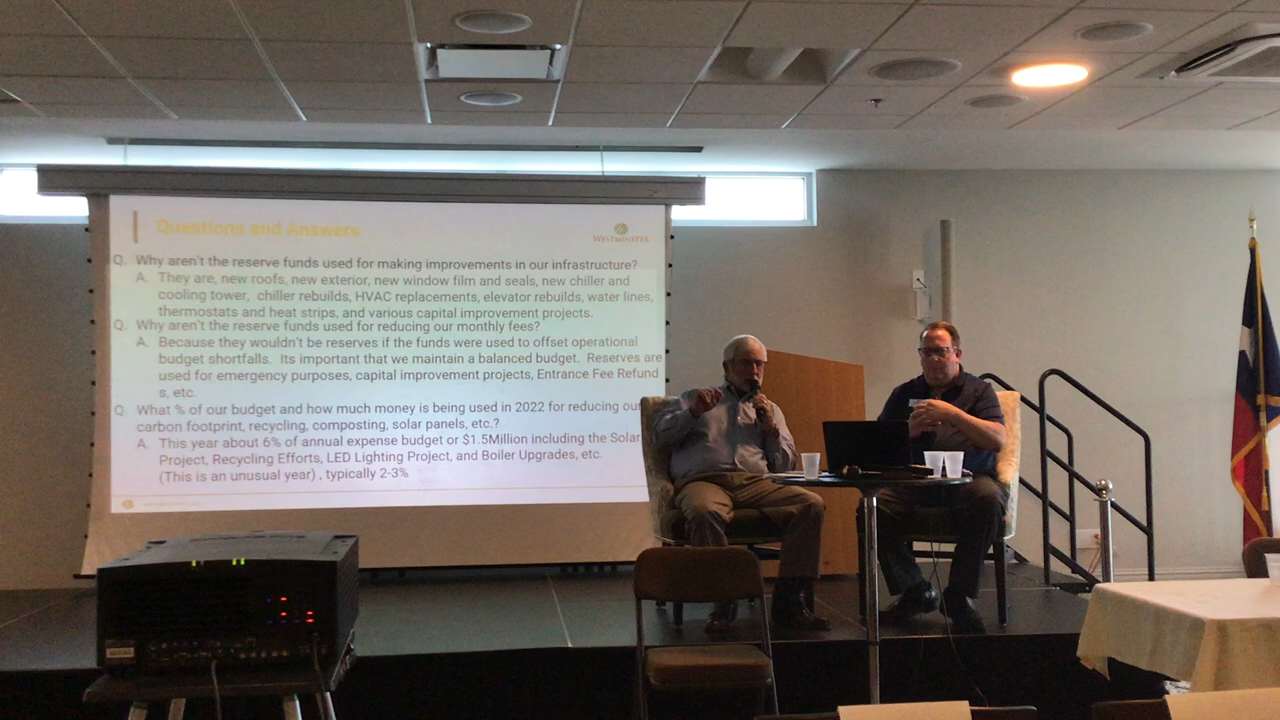 Questions and Answers
WESTMINSTER
Q. Why aren't the reserve funds used for making improvements in our infrastructure?
A. They are, new roofs, new exterior, new window film and seals, new chiller and
cooling tower, chiller rebuilds, HVAC replacements, elevator rebuilds, water lines,
thermostats and heat strips, and various capital improvement projects.
Q. Why aren't the reserve funds used for reducing our monthly fees?
A. Because they wouldn't be reserves if the funds were used to offset operational
budget shortfalls. Its important that we maintain a balanced budget. Reserves are
used for emergency purposes, capital improvement projects, Entrance Fee Refund
s, etc.
Q. What % of our budget and how much money is being used in 2022 for reducing our
carbon footprint, recycling, composting, solar panels, etc.?
A. This year about 6% of annual expense budget or $1.5Million including the Solar
Project, Recycling Efforts, LED Lighting Project, and Boiler Upgrades, etc.
(This is an unusual year) , typically 2-3%